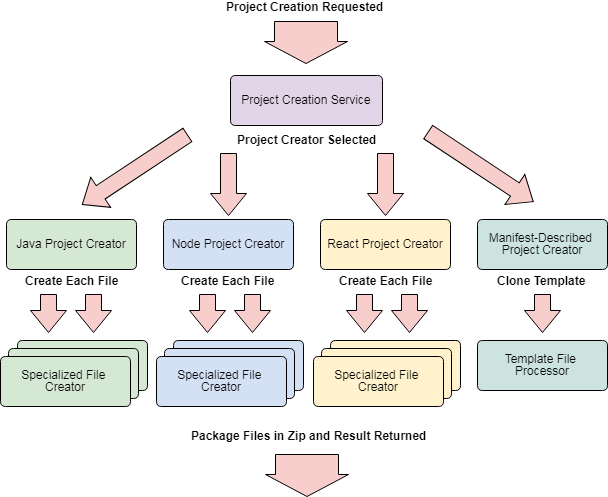 Project Creation Requested
Project Creation Service
Project Creator Selected
Java Project Creator
Node Project Creator
React Project Creator
Manifest-Described
Project Creator
Create Each File
Create Each File
Create Each File
Clone Template
Specialized File
Creator
Specialized File
Creator
Specialized File
Creator
Template File
Processor
Package Files in Zip and Result Returned